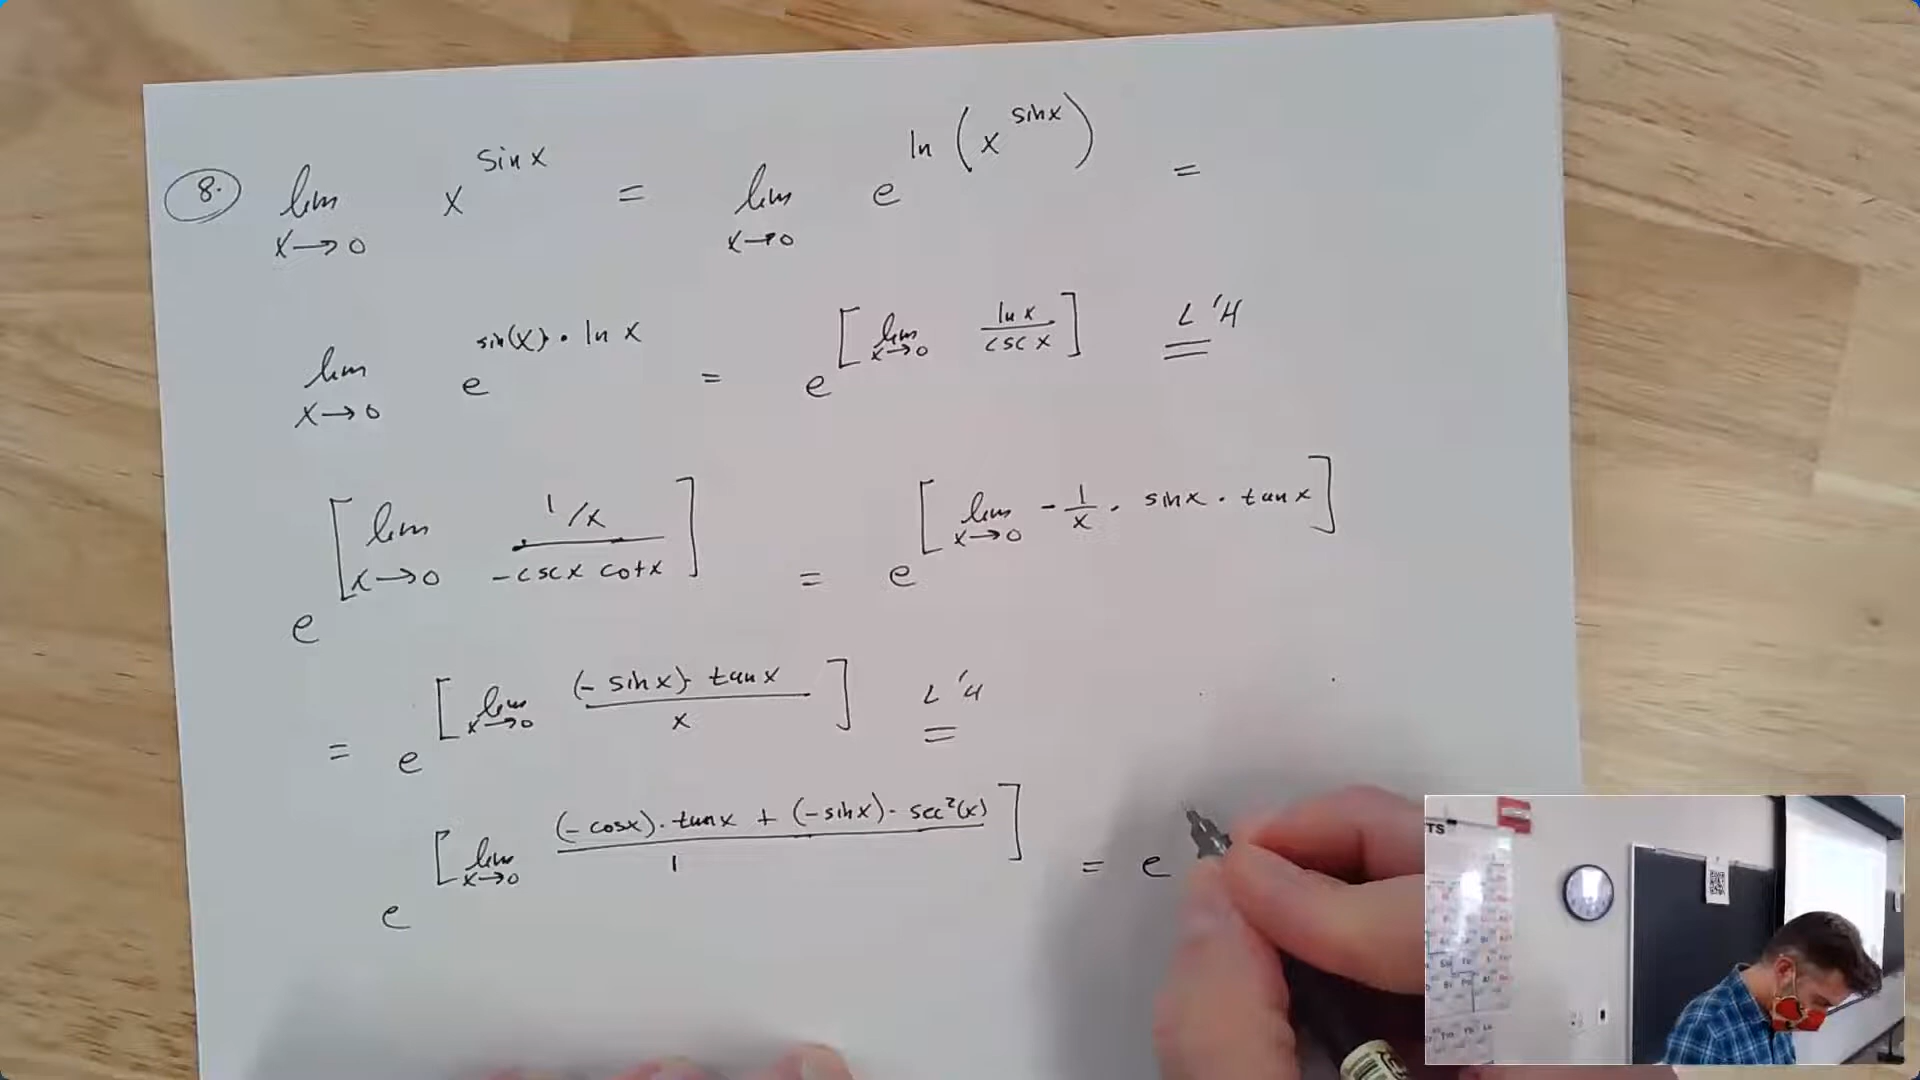 8. lim x→0 x^(sin x) = lim x→0 e^(ln(x^(sin x))) =
lim x→0 e^(sin(x) · ln x) = e^[lim x→0 ln x / csc x] L'H =
e^[lim x→0 1/x / -csc x cot x] = e^[lim x→0 - 1/x · sin x · tan x]
= e^[lim x→0 (- sin x) · tan x / x] L'H =
e^[lim x→0 (-cos x) · tan x + (-sin x) · sec²(x) / 1] = e
TS